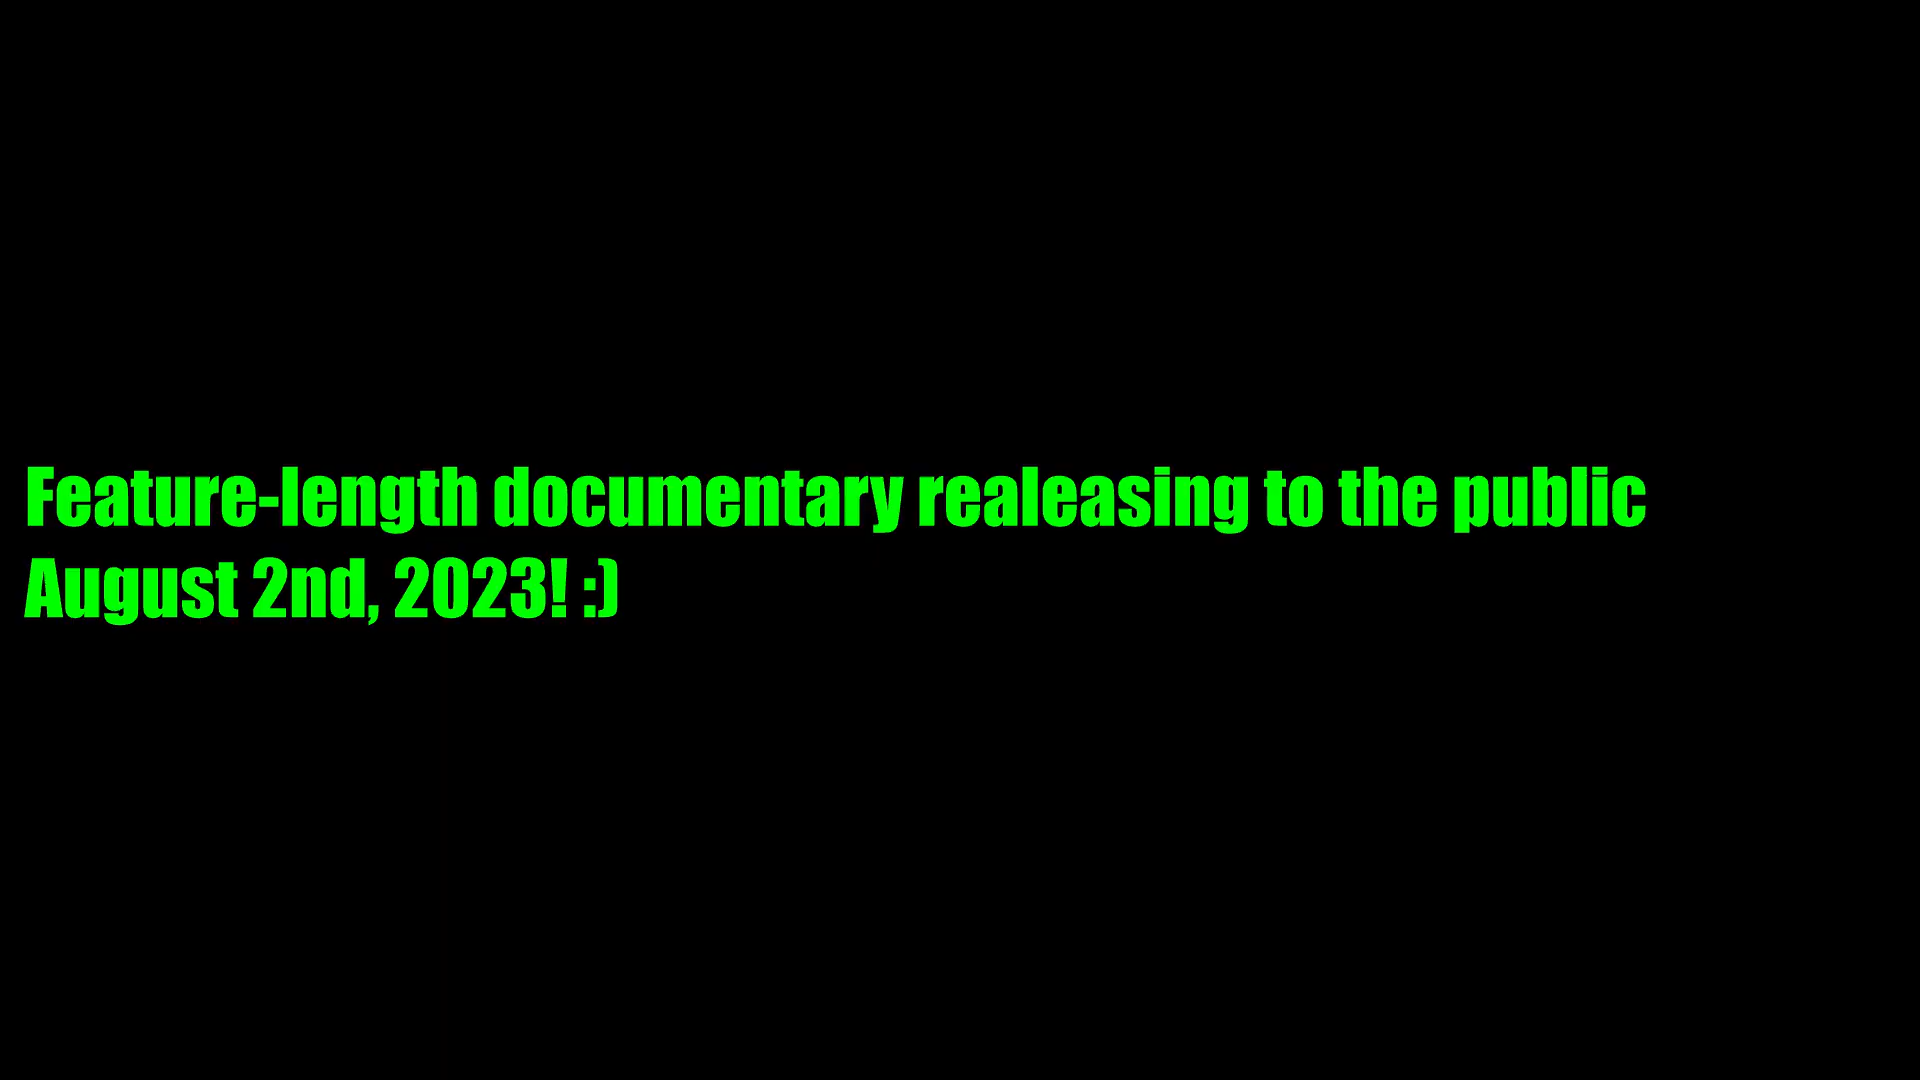 Feature-length documentary realeasing to the public
August 2nd, 2023! :)